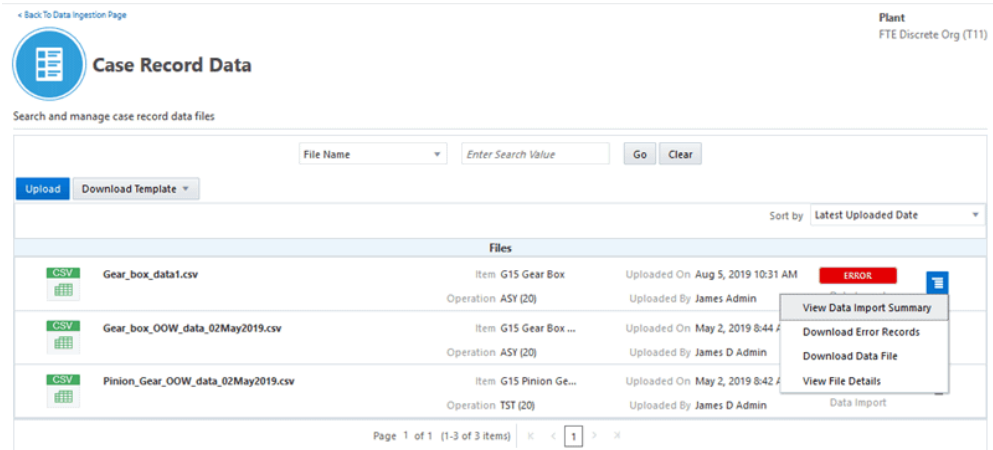 < Back To Data Ingestion Page
Plant
FTE Discrete Org (T11)
Case Record Data
Search and manage case record data files
File Name Enter Search Value Go Clear
Upload Download Template
Sort by Latest Uploaded Date
Files
CSV Gear_box_data1.csv Item G15 Gear Box Uploaded On Aug 5, 2019 10:31 AM ERROR
Operation ASY (20) Uploaded By James Admin
View Data Import Summary
CSV Gear_box_OOW_data_02May2019.csv Item G15 Gear Box ... Uploaded On May 2, 2019 8:44 Download Error Records
Operation ASY (20) Uploaded By James D Admin Download Data File
CSV Pinion_Gear_OOW_data_02May2019.csv Item G15 Pinion Ge... Uploaded On May 2, 2019 8:42 View File Details
Operation TST (20) Uploaded By James D Admin Data Import
Page 1 of 1 (1-3 of 3 items) K < 1 >